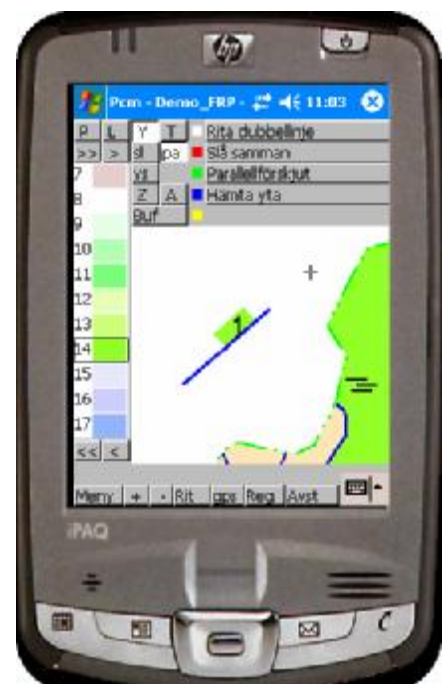 hp
Pcm - Demo_FRP - 11:03
P L Y T Rita dubbellinje
>> > sl pa Slå samman
7 ys Parallellförskjut
8 Z A Hämta yta
9 Buf
10
11
12
13
14
15
16
17
<< <
1
Meny + - Rit gps Reg Avst
iPAQ